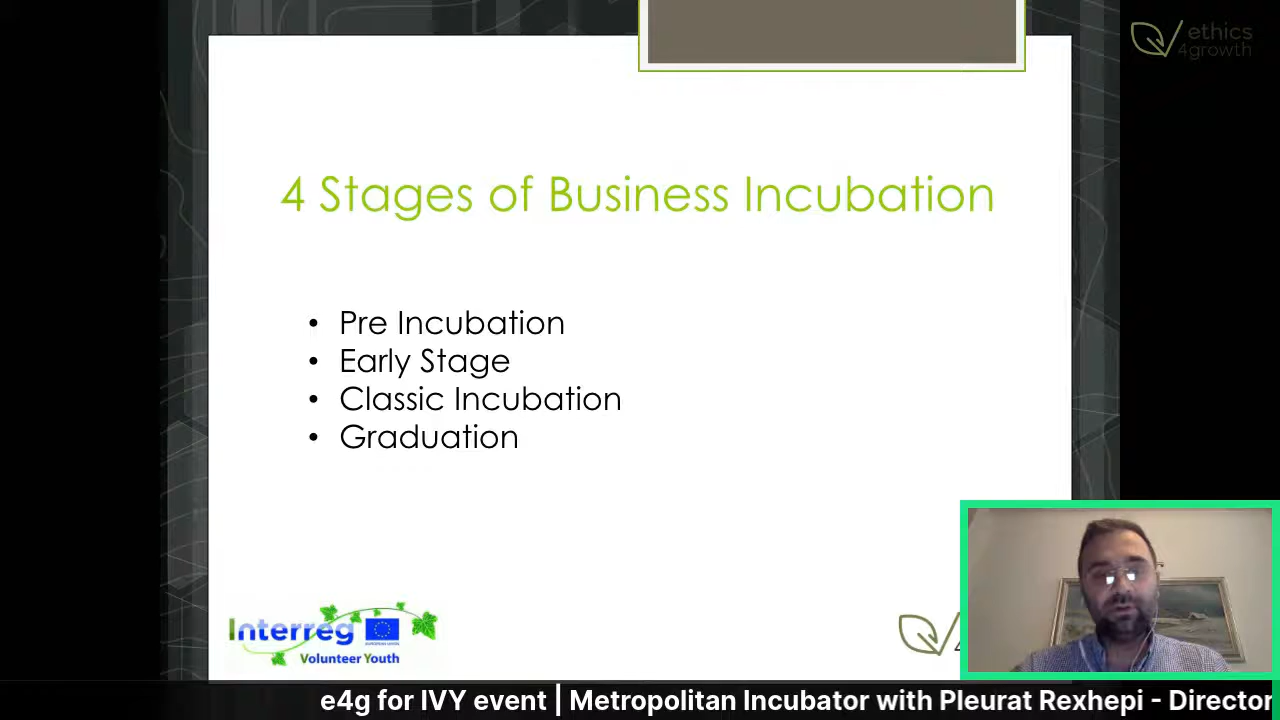 ethics
4growth
4 Stages of Business Incubation
• Pre Incubation
• Early Stage
• Classic Incubation
• Graduation
Interreg
Volunteer Youth
e4g for IVY event | Metropolitan Incubator with Pleurat Rexhepi - Director